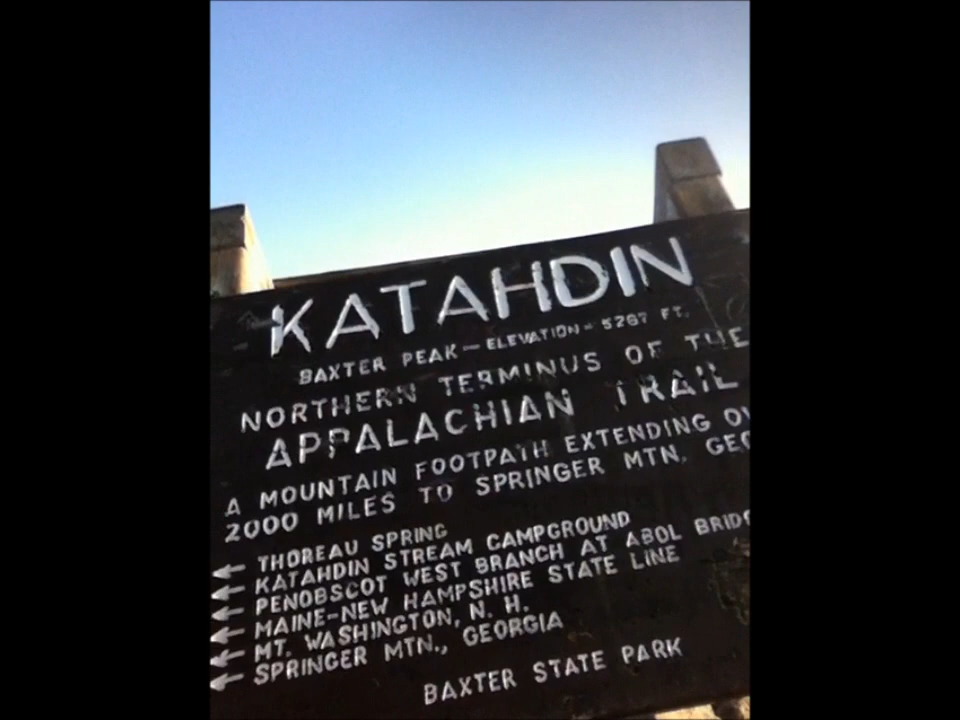 KATAHDIN
BAXTER PEAK - ELEVATION - 5267 FT.
NORTHERN TERMINUS OF THE
APPALACHIAN TRAIL
A MOUNTAIN FOOTPATH EXTENDING
2000 MILES TO SPRINGER MTN.
THOREAU SPRING
KATAHDIN STREAM CAMPGROUND
PENOBSCOT WEST BRANCH AT ABOL
MAINE-NEW HAMPSHIRE STATE LINE
MT. WASHINGTON, N. H.
SPRINGER MTN., GEORGIA
BAXTER STATE PARK